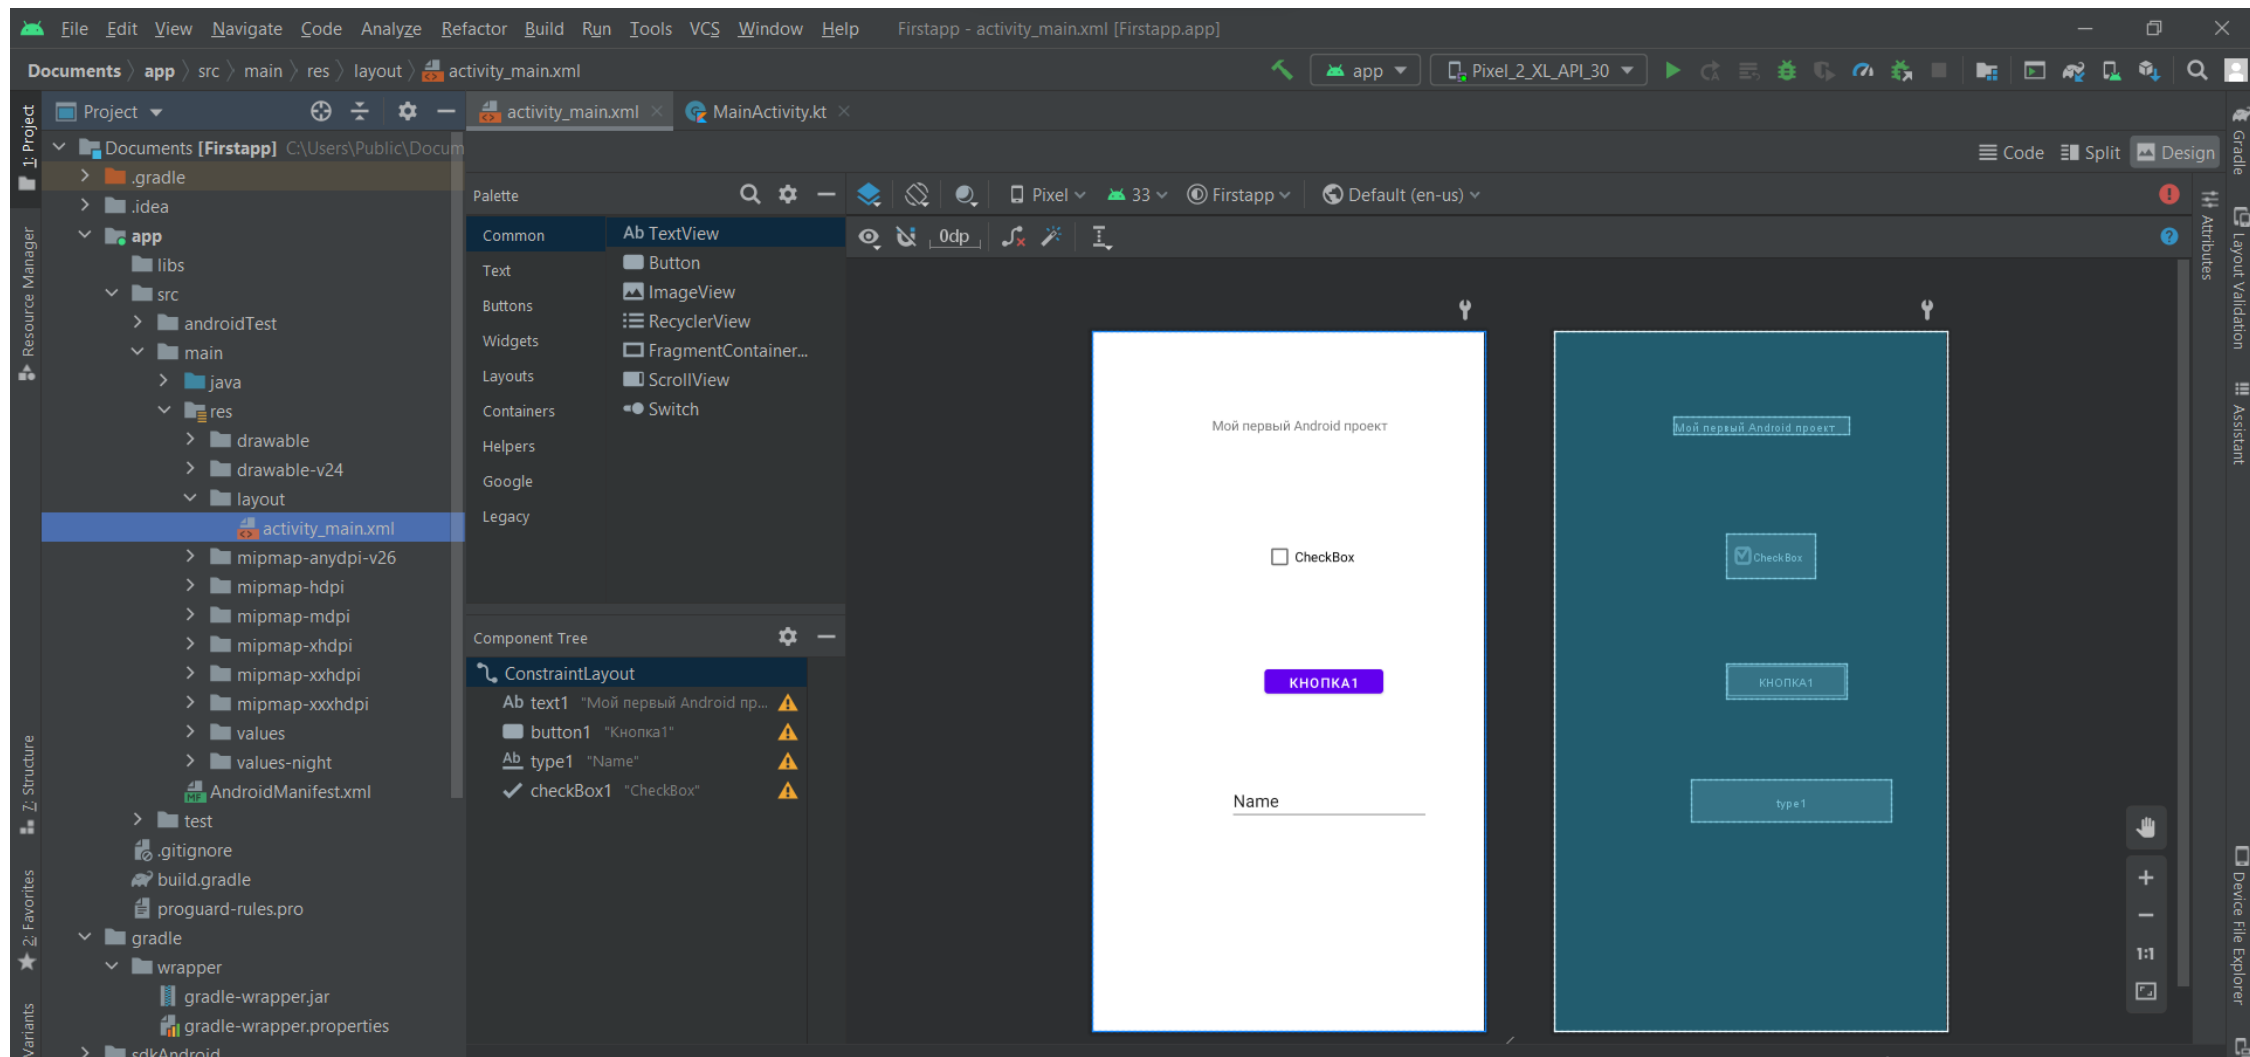 File Edit View Navigate Code Analyze Refactor Build Run Tools VCS Window Help Firstapp - activity_main.xml [Firstapp.app]
Documents app src main res layout activity_main.xml app Pixel_2_XL_API_30
Project activity_main.xml MainActivity.kt
Documents [Firstapp] C:\Users\Public\Docum
Code Split Design
.gradle
.idea
app
libs
src
androidTest
main
java
res
drawable
drawable-v24
layout
activity_main.xml
mipmap-anydpi-v26
mipmap-hdpi
mipmap-mdpi
mipmap-xhdpi
mipmap-xxhdpi
mipmap-xxxhdpi
values
values-night
AndroidManifest.xml
test
.gitignore
build.gradle
proguard-rules.pro
gradle
wrapper
gradle-wrapper.jar
gradle-wrapper.properties
sdkAndroid
1: Project
Resource Manager
7: Structure
2: Favorites
Variants
Palette
Common
Text
Buttons
Widgets
Layouts
Containers
Helpers
Google
Legacy
Ab TextView
Button
ImageView
RecyclerView
FragmentContainer...
ScrollView
Switch
Component Tree
ConstraintLayout
Ab text1 "Мой первый Android пр...
button1 "Кнопка1"
Ab type1 "Name"
checkBox1 "CheckBox"
Pixel 33 Firstapp Default (en-us)
0dp
Мой первый Android проект
CheckBox
КНОПКА1
Name
Мой первый Android проект
CheckBox
КНОПКА1
type1
1:1
Attributes
Gradle
Layout Validation
Assistant
Device File Explorer